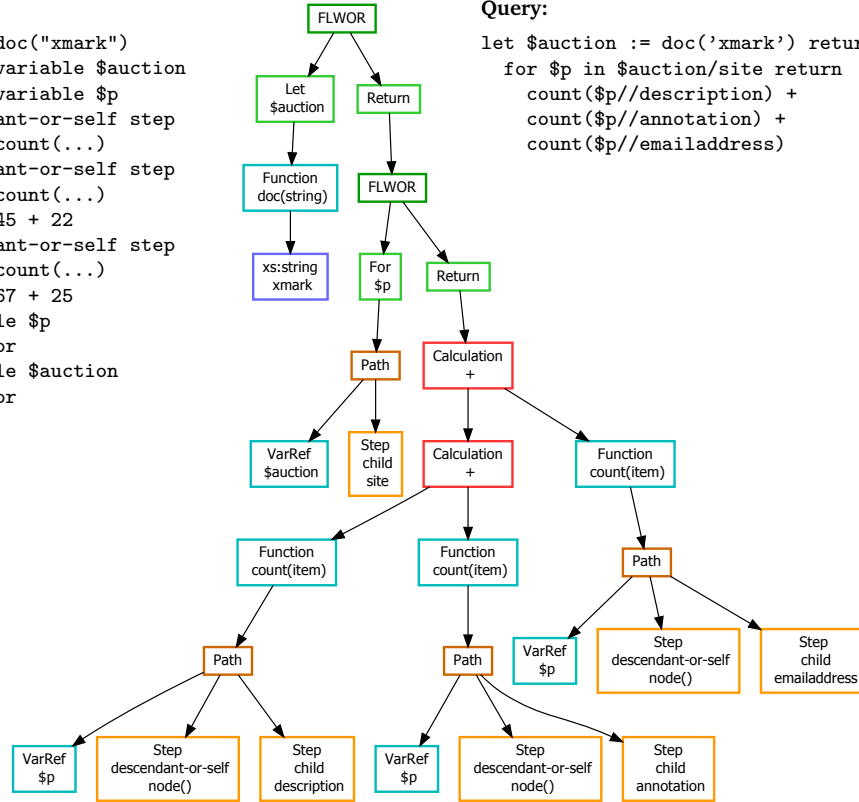 doc("xmark")
variable $auction
variable $p
ant-or-self step
count(...)
ant-or-self step
count(...)
45 + 22
ant-or-self step
count(...)
67 + 25
le $p
or
le $auction
or
Query:
let $auction := doc('xmark') retur
for $p in $auction/site return
count($p//description) +
count($p//annotation) +
count($p//emailaddress)
FLWOR
Let
$auction
Return
Function
doc(string)
FLWOR
xs:string
xmark
For
$p
Return
Path
Calculation
+
VarRef
$auction
Step
child
site
Calculation
+
Function
count(item)
Function
count(item)
Function
count(item)
Path
Path
Path
VarRef
$p
Step
descendant-or-self
node()
Step
child
emailaddress
VarRef
$p
Step
descendant-or-self
node()
Step
child
description
VarRef
$p
Step
descendant-or-self
node()
Step
child
annotation